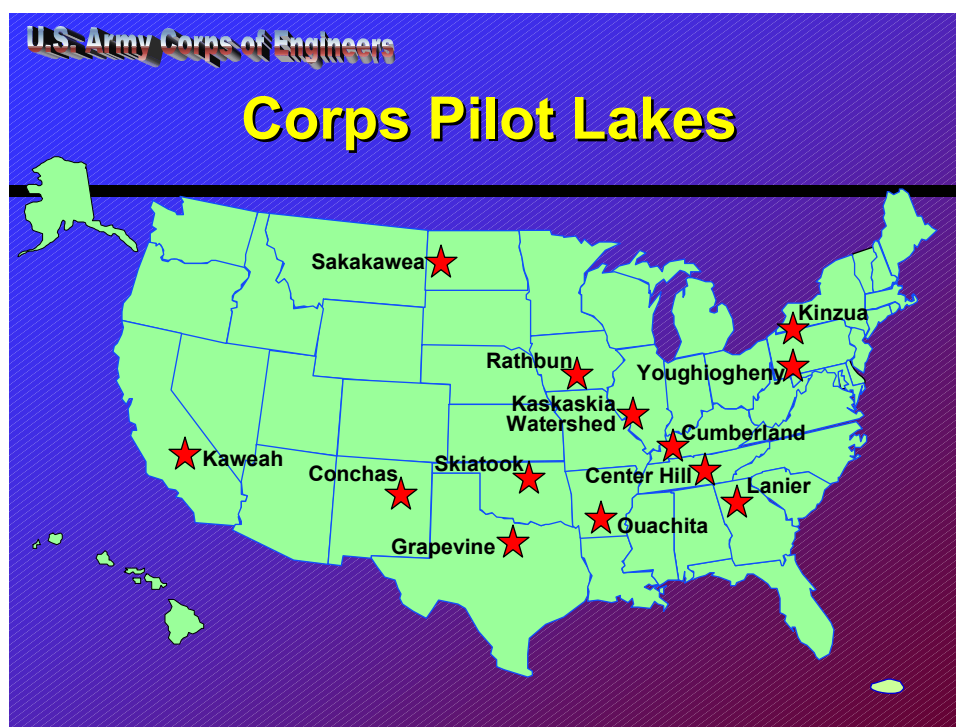 U.S. Army Corps of Engineers
Corps Pilot Lakes
Sakakawea
Kinzua
Rathbun
Youghiogheny
Kaskaskia
Watershed
Cumberland
Kaweah
Conchas
Skiatook
Center Hill
Lanier
Ouachita
Grapevine